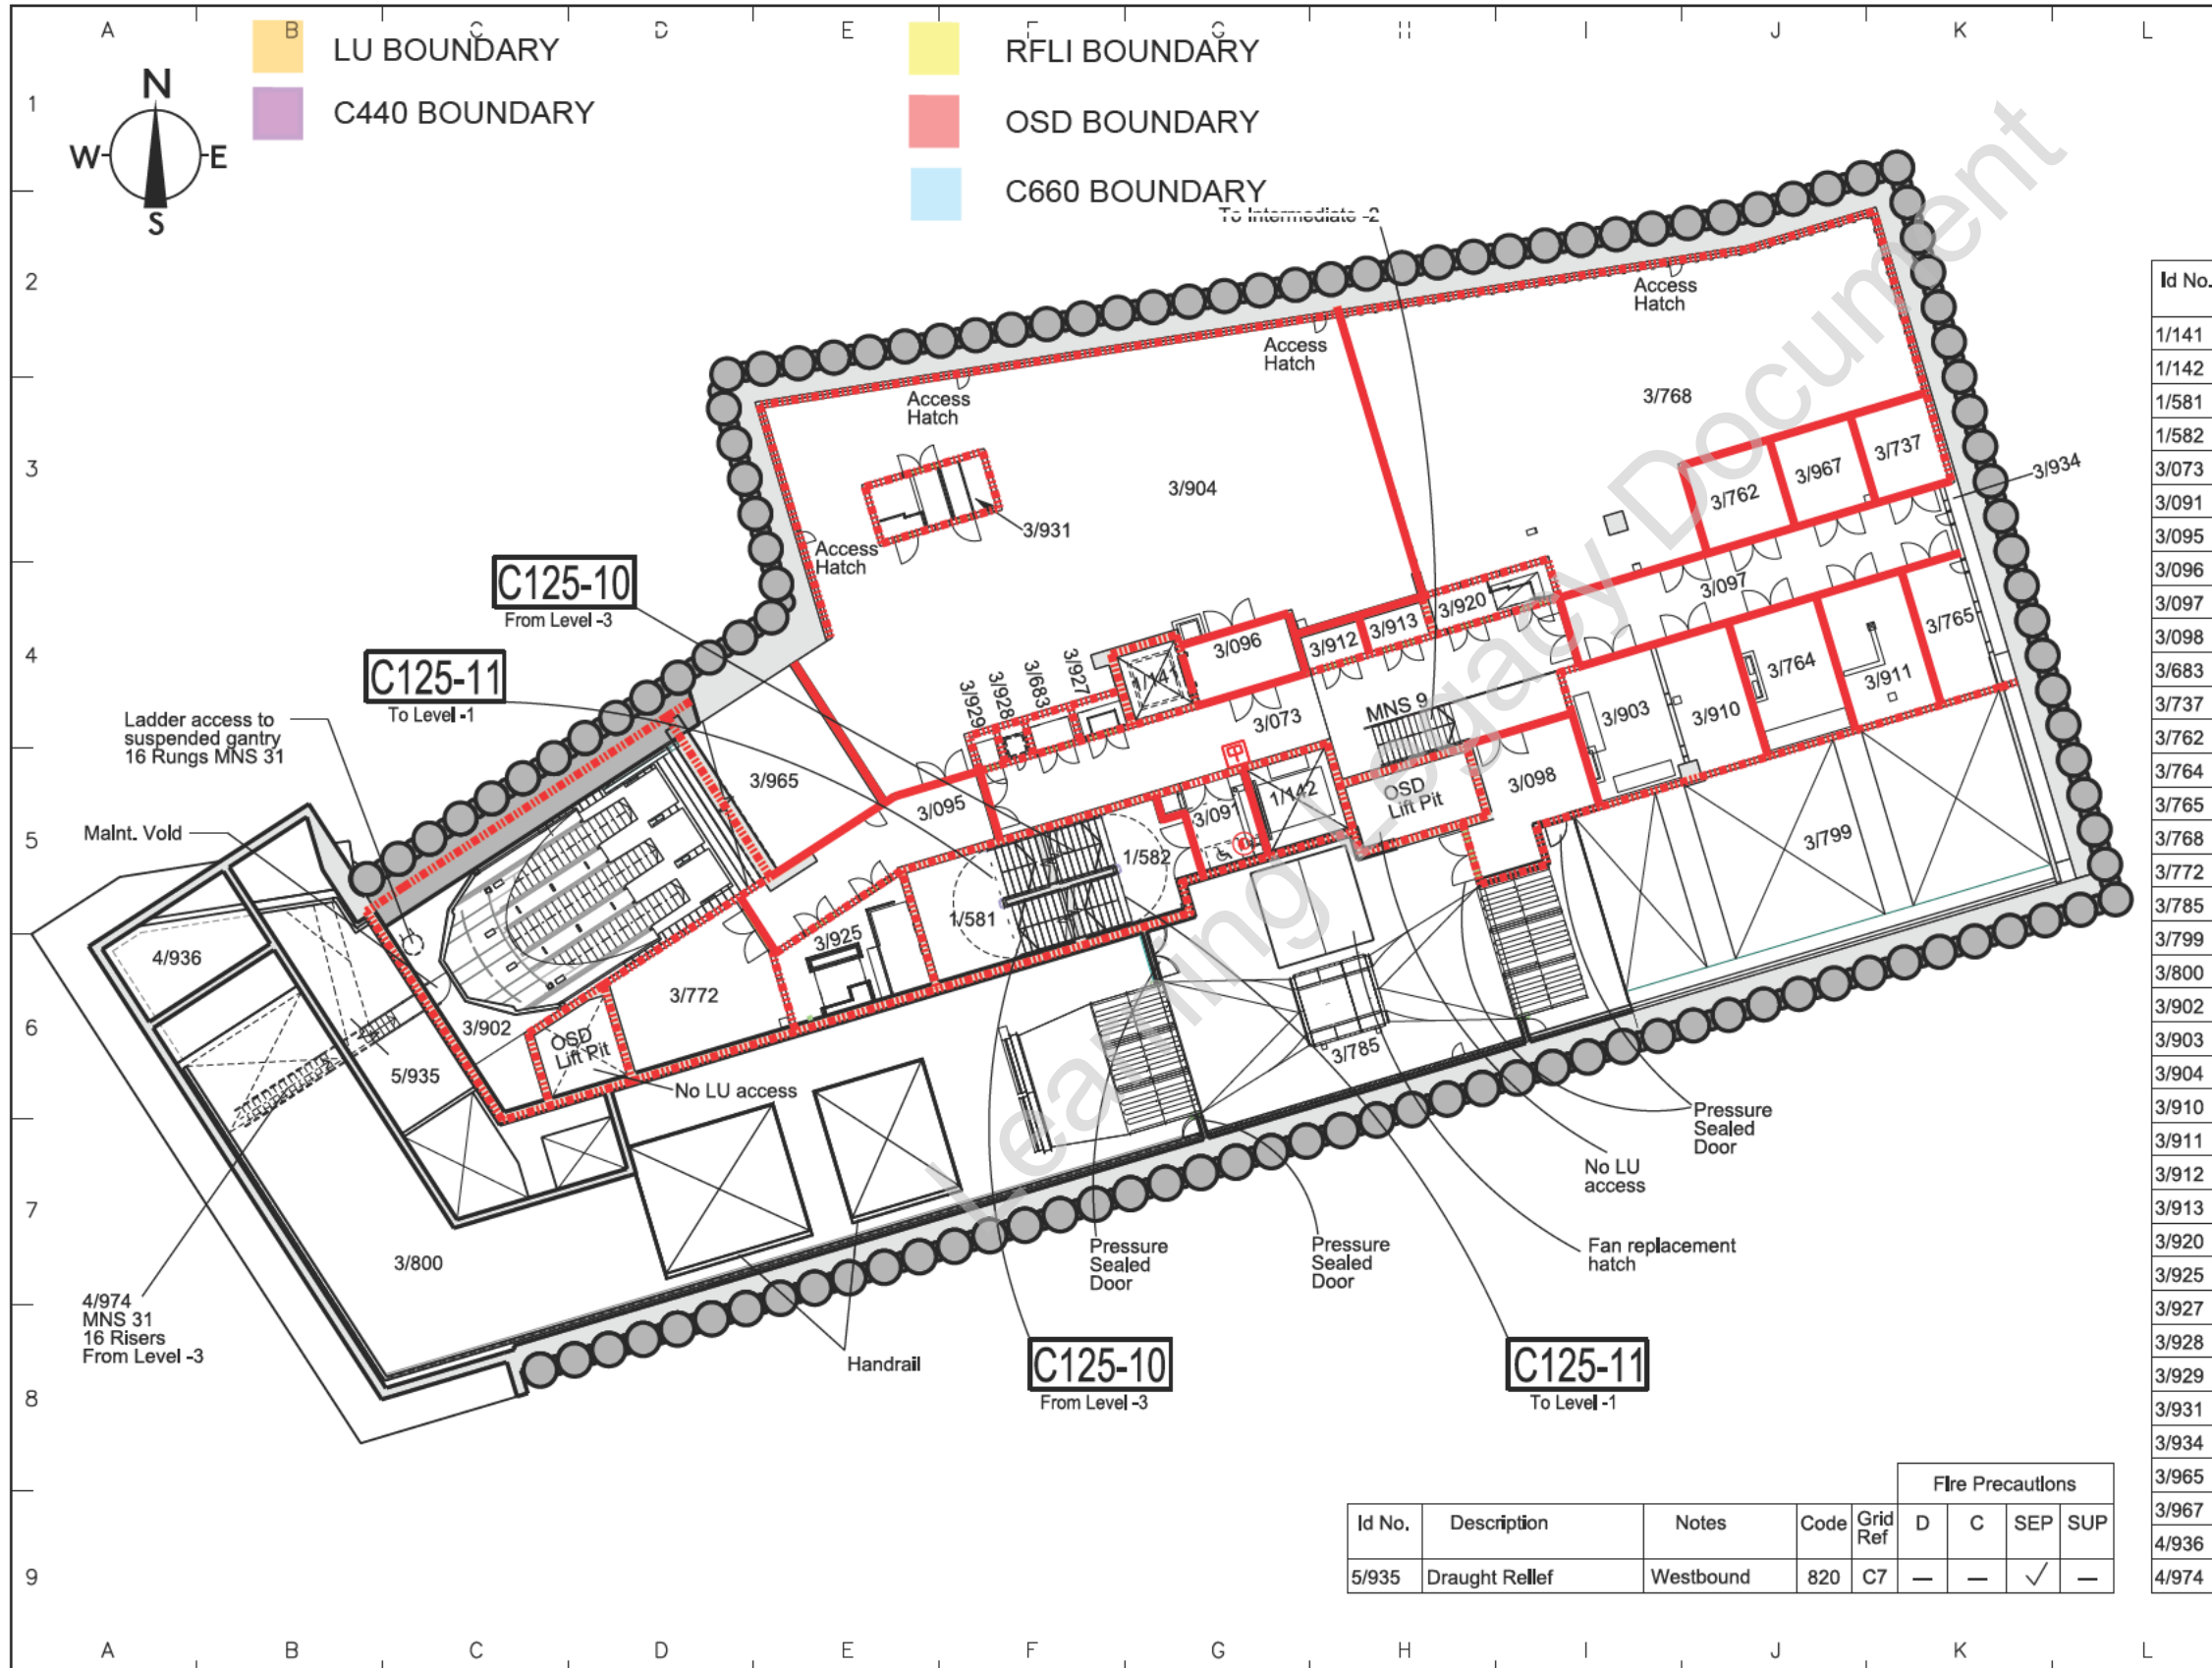 A B C D E F G H I J K L
LU BOUNDARY
C440 BOUNDARY
RFLI BOUNDARY
OSD BOUNDARY
C660 BOUNDARY
N
W E
S
1
2
3
4
5
6
7
8
9
To Intermediate -2
Access
Hatch
Access
Hatch
Access
Hatch
Access
Hatch
3/768
3/904
3/931
3/762
3/967
3/737
3/934
C125-10
From Level -3
C125-11
To Level -1
Ladder access to
suspended gantry
16 Rungs MNS 31
Maint. Void
3/097
3/920
3/913
3/912
3/096
1/141
3/927
3/683
3/928
3/929
3/073
MNS 9
3/765
3/911
3/764
3/910
3/903
3/965
3/095
3/091
1/142
OSD
Lift Pit
3/098
3/799
1/582
1/581
3/925
4/936
3/772
3/902
OSD
Lift Pit
No LU access
5/935
3/785
Pressure
Sealed
Door
No LU
access
Fan replacement
hatch
Pressure
Sealed
Door
Pressure
Sealed
Door
3/800
4/974
MNS 31
16 Risers
From Level -3
Handrail
C125-10
From Level -3
C125-11
To Level -1
Learning Legacy Document
Fire Precautions
Id No. Description Notes Code Grid Ref D C SEP SUP
5/935 Draught Relief Westbound 820 C7 — — ✓ —
Id No.
1/141
1/142
1/581
1/582
3/073
3/091
3/095
3/096
3/097
3/098
3/683
3/737
3/762
3/764
3/765
3/768
3/772
3/785
3/799
3/800
3/902
3/903
3/904
3/910
3/911
3/912
3/913
3/920
3/925
3/927
3/928
3/929
3/931
3/934
3/965
3/967
4/936
4/974
A B C D E F G H I J K L